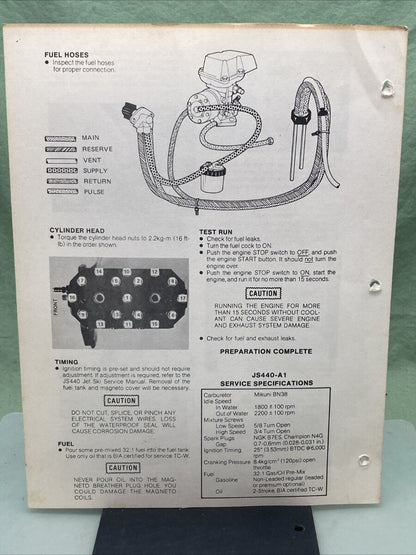 FUEL HOSES
● Inspect the fuel hoses
for proper connection.
MAIN
RESERVE
VENT
SUPPLY
RETURN
PULSE
CYLINDER HEAD
● Torque the cylinder head nuts to 2.2kg-m (16 ft-
lb) in the order shown.
FRONT
TIMING
● Ignition timing is pre-set and should not require
adjustment. If adjustment is required, refer to the
JS440 Jet Ski Service Manual. Removal of the
fuel tank and magneto cover will be necessary.
CAUTION
DO NOT CUT, SPLICE, OR PINCH ANY
ELECTRICAL SYSTEM WIRES. LOSS
OF THE WATERPROOF SEAL WILL
CAUSE CORROSION DAMAGE.
FUEL
● Pour some pre-mixed 32:1 fuel into the fuel tank.
Use only oil that is BIA certified for service TC-W.
CAUTION
NEVER POUR OIL INTO THE MAG-
NETO BREATHER PLUG HOLE. YOU
COULD DAMAGE THE MAGNETO
COILS.
TEST RUN
● Check for fuel leaks.
● Turn the fuel cock to ON.
● Push the engine STOP switch to OFF, and push
the engine START button. It should not turn the
engine over.
● Push the engine STOP switch to ON, start the
engine, and run it for no more than 15 seconds.
CAUTION
RUNNING THE ENGINE FOR MORE
THAN 15 SECONDS WITHOUT COOL-
ANT CAN CAUSE SEVERE ENGINE
AND EXHAUST SYSTEM DAMAGE.
● Check for fuel and exhaust leaks.
PREPARATION COMPLETE
JS440-A1
SERVICE SPECIFICATIONS
Carburetor Mikuni BN38
Idle Speed
In Water 1800 ± 100 rpm
Out of Water 2200 ± 100 rpm
Mixture Screws
Low Speed 5/8 Turn Open
High Speed 3/4 Turn Open
Spark Plugs NGK B7ES, Champion N4G
Gap 0.7-0.8mm (0.028-0.031 in.)
Ignition Timing 25° (3.53mm) BTDC @6,000
rpm
Cranking Pressure 8.4kg/cm² (120psi) open
throttle
Fuel 32:1 Gas/Oil Pre-Mix
Gasoline Non-Leaded regular (leaded
or premium optional)
Oil 2-Stroke, BIA certified TC-W